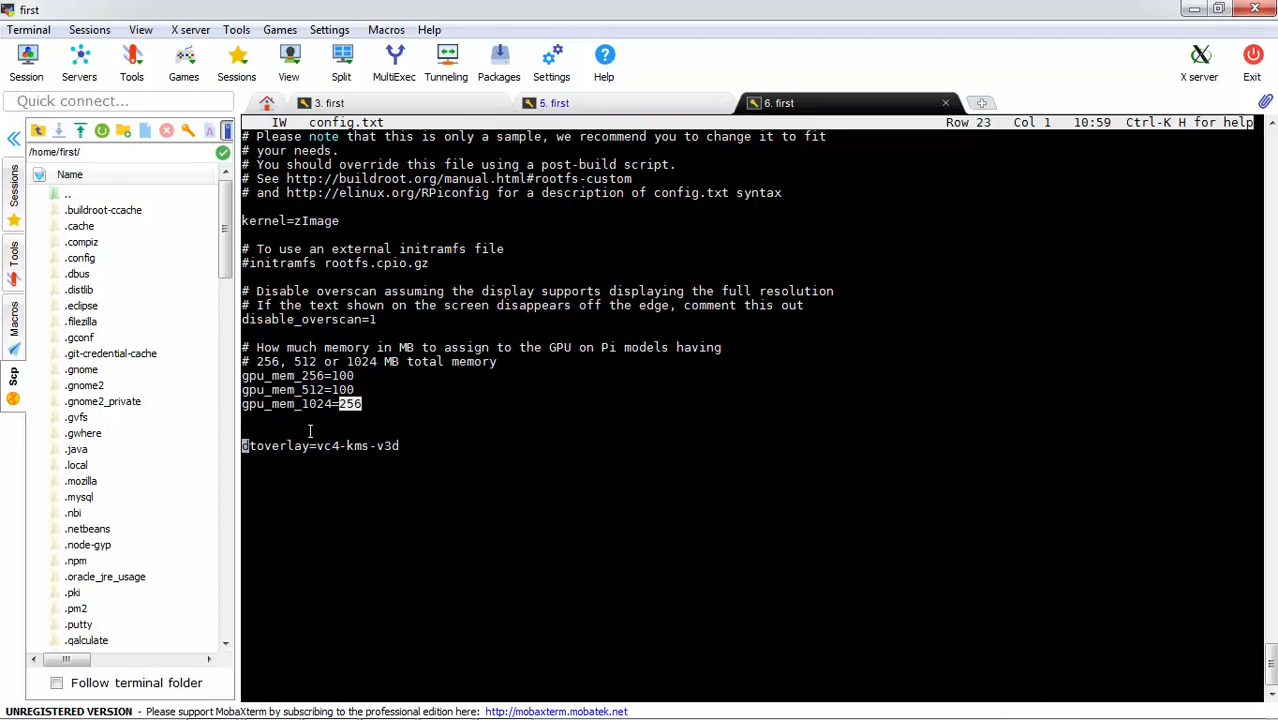 first
Terminal Sessions View X server Tools Games Settings Macros Help
Session Servers Tools Games Sessions View Split MultiExec Tunneling Packages Settings Help X server Exit
Quick connect...
3. first 5. first 6. first
/home/first/
Name
..
.buildroot-ccache
.cache
.compiz
.config
.dbus
.distlib
.eclipse
.filezilla
.gconf
.git-credential-cache
.gnome
.gnome2
.gnome2_private
.gvfs
.gwhere
.java
.local
.mozilla
.mysql
.nbi
.netbeans
.node-gyp
.npm
.oracle_jre_usage
.pki
.pm2
.putty
.qalculate
Follow terminal folder
Sessions
Tools
Macros
Scp
IW config.txt Row 23 Col 1 10:59 Ctrl-K H for help
# Please note that this is only a sample, we recommend you to change it to fit
# your needs.
# You should override this file using a post-build script.
# See http://buildroot.org/manual.html#rootfs-custom
# and http://elinux.org/RPiconfig for a description of config.txt syntax
kernel=zImage
# To use an external initramfs file
#initramfs rootfs.cpio.gz
# Disable overscan assuming the display supports displaying the full resolution
# If the text shown on the screen disappears off the edge, comment this out
disable_overscan=1
# How much memory in MB to assign to the GPU on Pi models having
# 256, 512 or 1024 MB total memory
gpu_mem_256=100
gpu_mem_512=100
gpu_mem_1024=256
dtoverlay=vc4-kms-v3d
UNREGISTERED VERSION - Please support MobaXterm by subscribing to the professional edition here: http://mobaxterm.mobatek.net